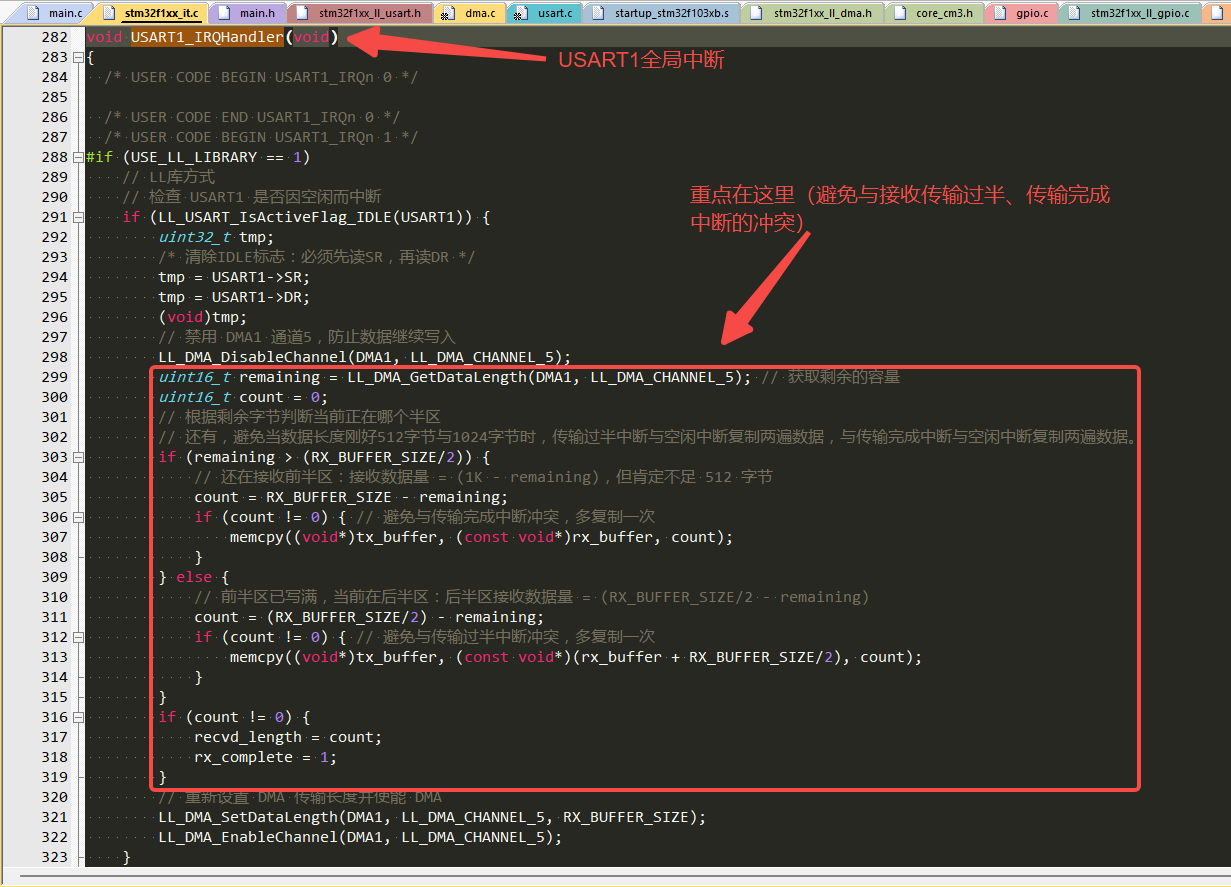 main.c stm32f1xx_it.c main.h stm32f1xx_ll_usart.h dma.c usart.c startup_stm32f103xb.s stm32f1xx_ll_dma.h core_cm3.h gpio.c stm32f1xx_ll_gpio.c
282 void USART1_IRQHandler(void)
USART1全局中断
283 {
284 /* USER CODE BEGIN USART1_IRQn 0 */
285
286 /* USER CODE END USART1_IRQn 0 */
287 /* USER CODE BEGIN USART1_IRQn 1 */
288 #if (USE_LL_LIBRARY == 1)
289 // LL库方式
290 // 检查 USART1 是否因空闲而中断
重点在这里（避免与接收传输过半、传输完成
中断的冲突）
291 if (LL_USART_IsActiveFlag_IDLE(USART1)) {
292 uint32_t tmp;
293 /* 清除IDLE标志：必须先读SR，再读DR */
294 tmp = USART1->SR;
295 tmp = USART1->DR;
296 (void)tmp;
297 // 禁用 DMA1 通道5，防止数据继续写入
298 LL_DMA_DisableChannel(DMA1, LL_DMA_CHANNEL_5);
299 uint16_t remaining = LL_DMA_GetDataLength(DMA1, LL_DMA_CHANNEL_5); // 获取剩余的容量
300 uint16_t count = 0;
301 // 根据剩余字节判断当前正在哪个半区
302 // 还有，避免当数据长度刚好512字节与1024字节时，传输过半中断与空闲中断复制两遍数据，与传输完成中断与空闲中断复制两遍数据。
303 if (remaining > (RX_BUFFER_SIZE/2)) {
304 // 还在接收前半区：接收数据量 = (1K - remaining)，但肯定不足 512 字节
305 count = RX_BUFFER_SIZE - remaining;
306 if (count != 0) { // 避免与传输完成中断冲突，多复制一次
307 memcpy((void*)tx_buffer, (const void*)rx_buffer, count);
308 }
309 } else {
310 // 前半区已写满，当前在后半区：后半区接收数据量 = (RX_BUFFER_SIZE/2 - remaining)
311 count = (RX_BUFFER_SIZE/2) - remaining;
312 if (count != 0) { // 避免与传输过半中断冲突，多复制一次
313 memcpy((void*)tx_buffer, (const void*)(rx_buffer + RX_BUFFER_SIZE/2), count);
314 }
315 }
316 if (count != 0) {
317 recvd_length = count;
318 rx_complete = 1;
319 }
320 // 重新设置 DMA 传输长度并使能 DMA
321 LL_DMA_SetDataLength(DMA1, LL_DMA_CHANNEL_5, RX_BUFFER_SIZE);
322 LL_DMA_EnableChannel(DMA1, LL_DMA_CHANNEL_5);
323 }